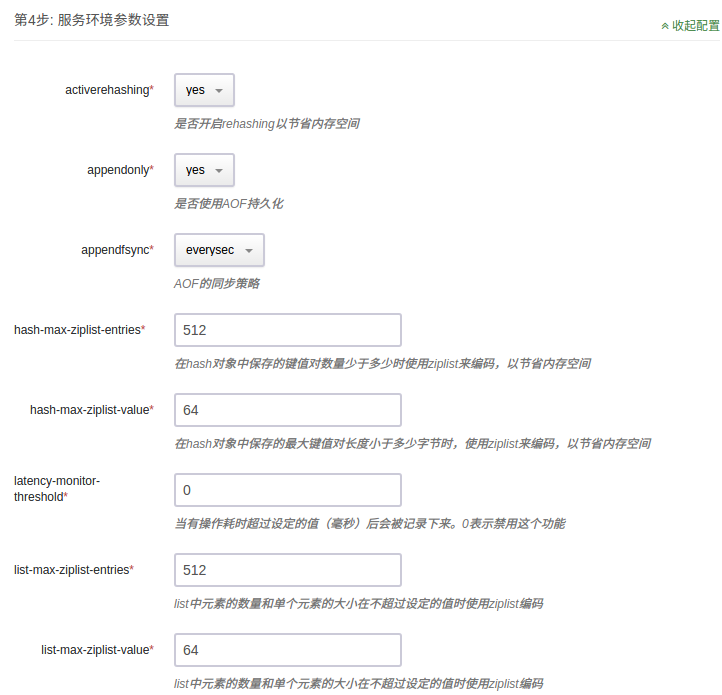 第4步: 服务环境参数设置
收起配置
activerehashing*
yes
是否开启rehashing以节省内存空间
appendonly*
yes
是否使用AOF持久化
appendfsync*
everysec
AOF的同步策略
hash-max-ziplist-entries*
512
在hash对象中保存的键值对数量少于多少时使用ziplist来编码，以节省内存空间
hash-max-ziplist-value*
64
在hash对象中保存的最大键值对长度小于多少字节时，使用ziplist来编码，以节省内存空间
latency-monitor-
threshold*
0
当有操作耗时超过设定的值（毫秒）后会被记录下来。0表示禁用这个功能
list-max-ziplist-entries*
512
list中元素的数量和单个元素的大小在不超过设定的值时使用ziplist编码
list-max-ziplist-value*
64
list中元素的数量和单个元素的大小在不超过设定的值时使用ziplist编码